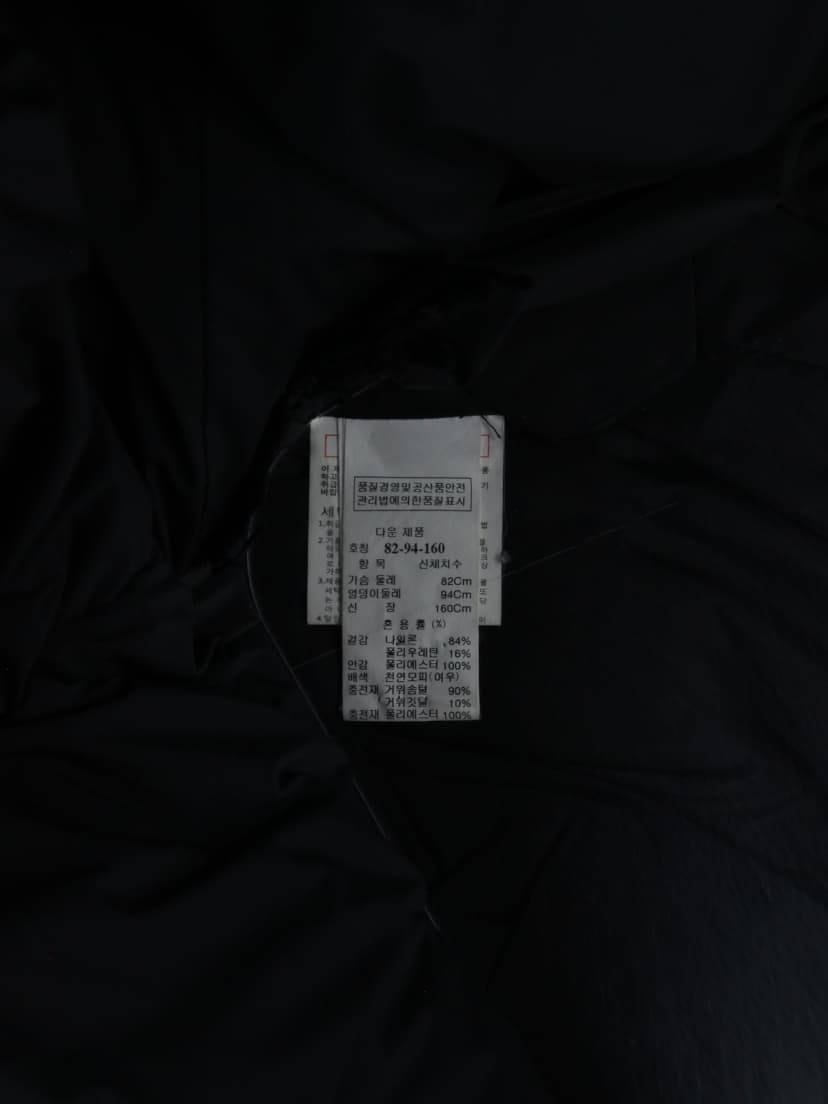 품질경영및공산품안전
관리법에의한품질표시
다운 제품
호칭 82-94-160
항 목 신체치수
가슴 둘레 82Cm
엉덩이둘레 94Cm
신 장 160Cm
혼 용 률 (%)
겉감 나일론 84%
폴리우레탄 16%
안감 폴리에스터 100%
배색 천연모피(여우)
충전재 거위솜털 90%
거위깃털 10%
충전재 폴리에스터 100%